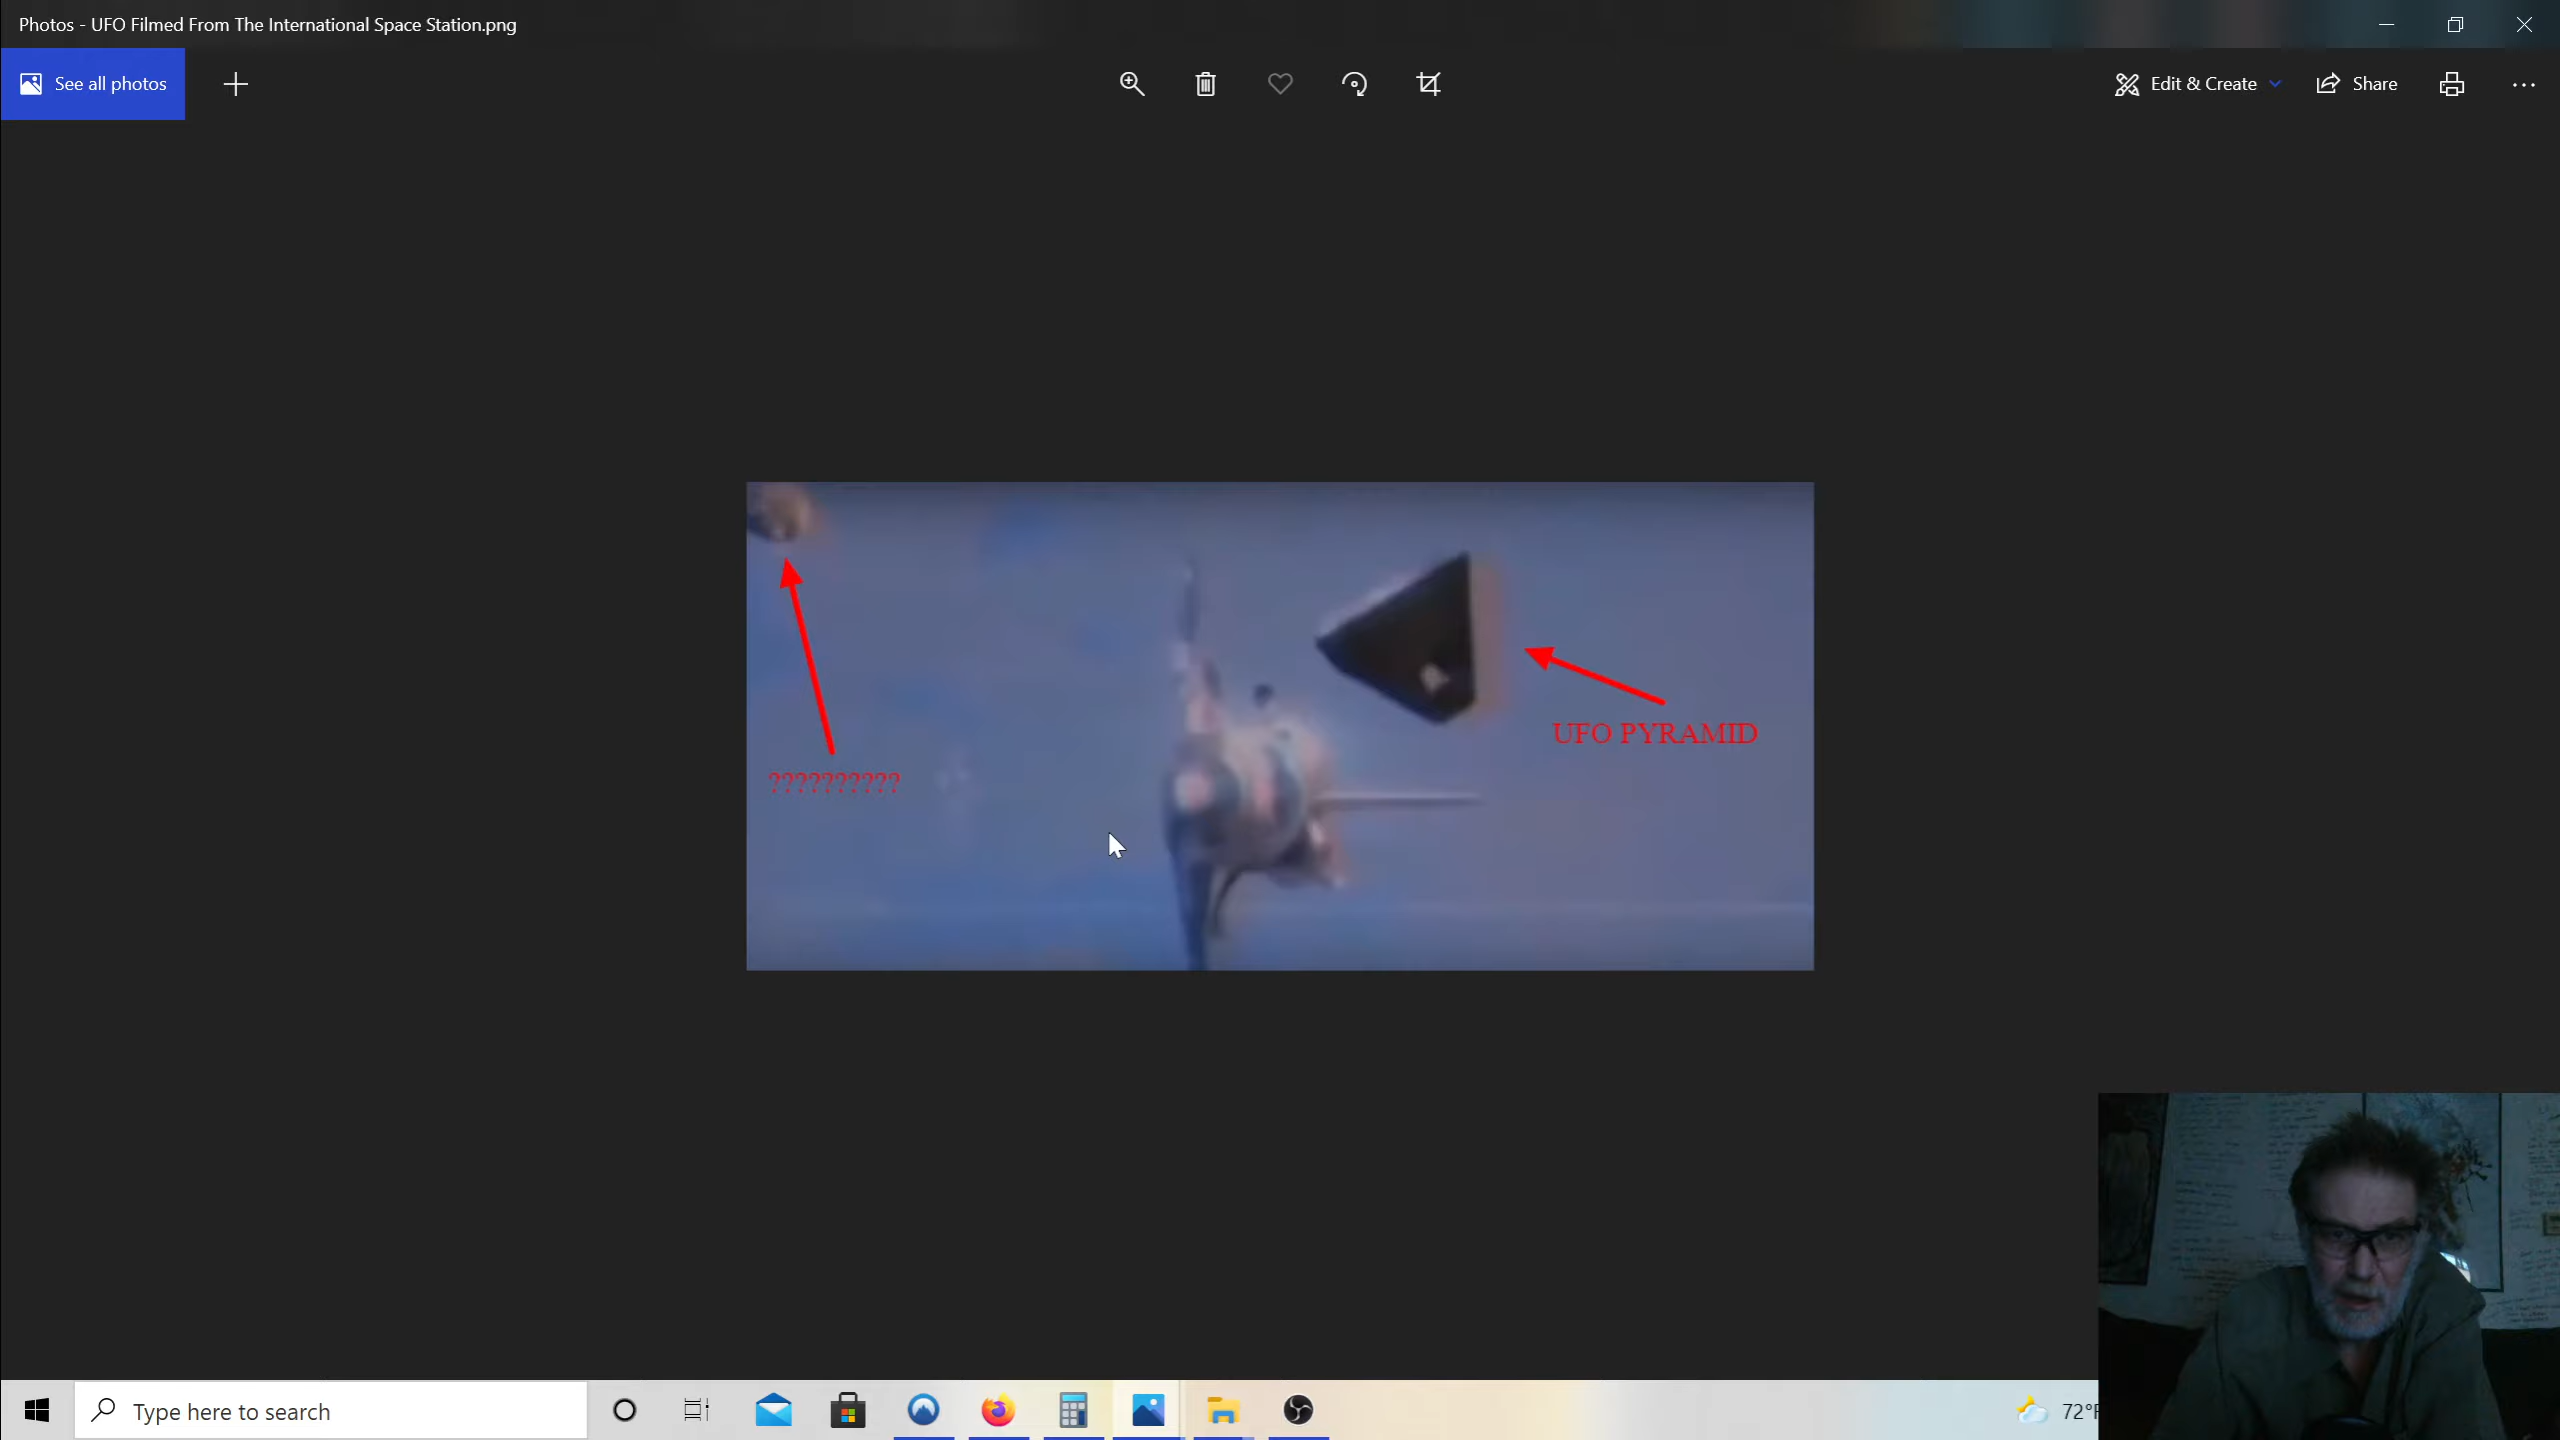 Photos - UFO Filmed From The International Space Station.png
See all photos
Edit & Create
Share
UFO PYRAMID
??????????
Type here to search
72°F